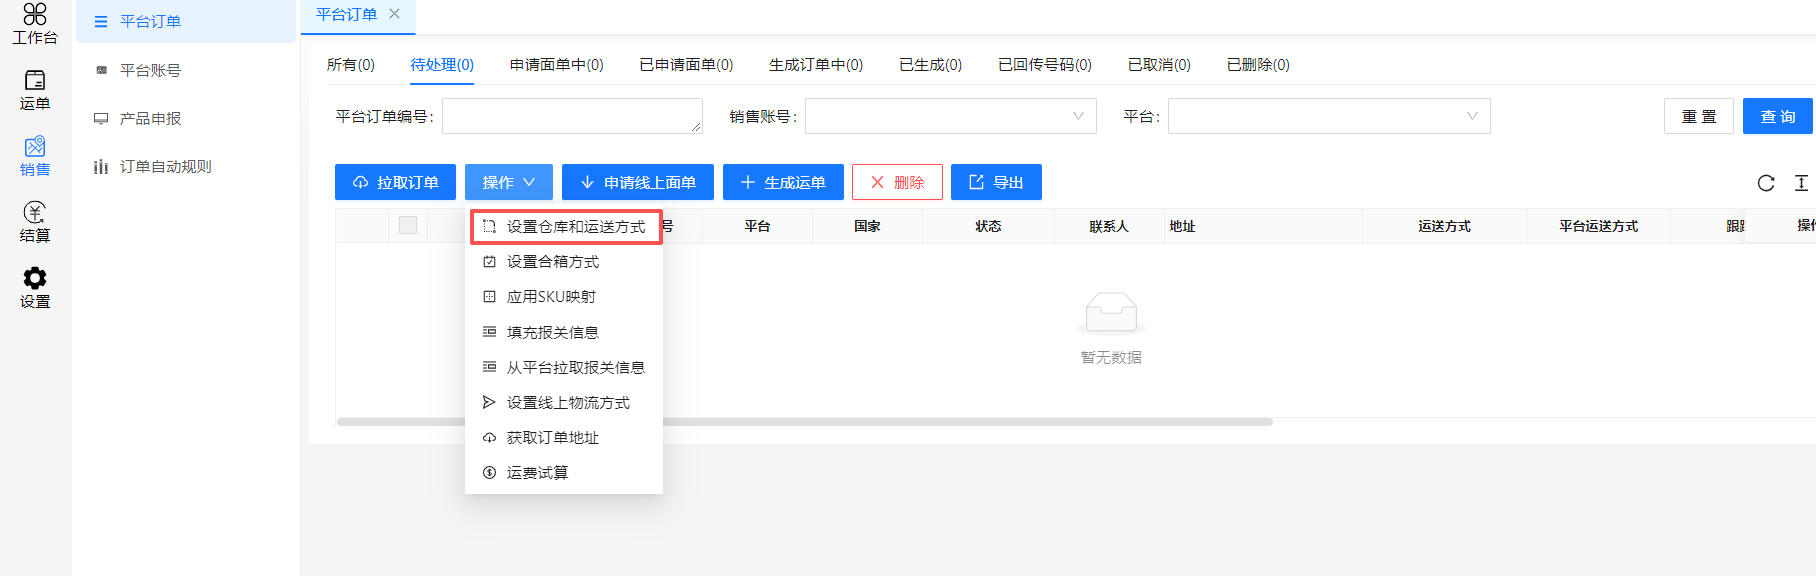 工作台
运单
销售
结算
设置
平台订单
平台账号
产品申报
订单自动规则
平台订单
所有(0) 待处理(0) 申请面单中(0) 已申请面单(0) 生成订单中(0) 已生成(0) 已回传号码(0) 已取消(0) 已删除(0)
平台订单编号: 销售账号: 平台: 重置 查询
拉取订单 操作 申请线上面单 生成运单 删除 导出
号 平台 国家 状态 联系人 地址 运送方式 平台运送方式 跟 操作
设置仓库和运送方式
设置合箱方式
应用SKU映射
填充报关信息
从平台拉取报关信息
设置线上物流方式
获取订单地址
运费试算
暂无数据